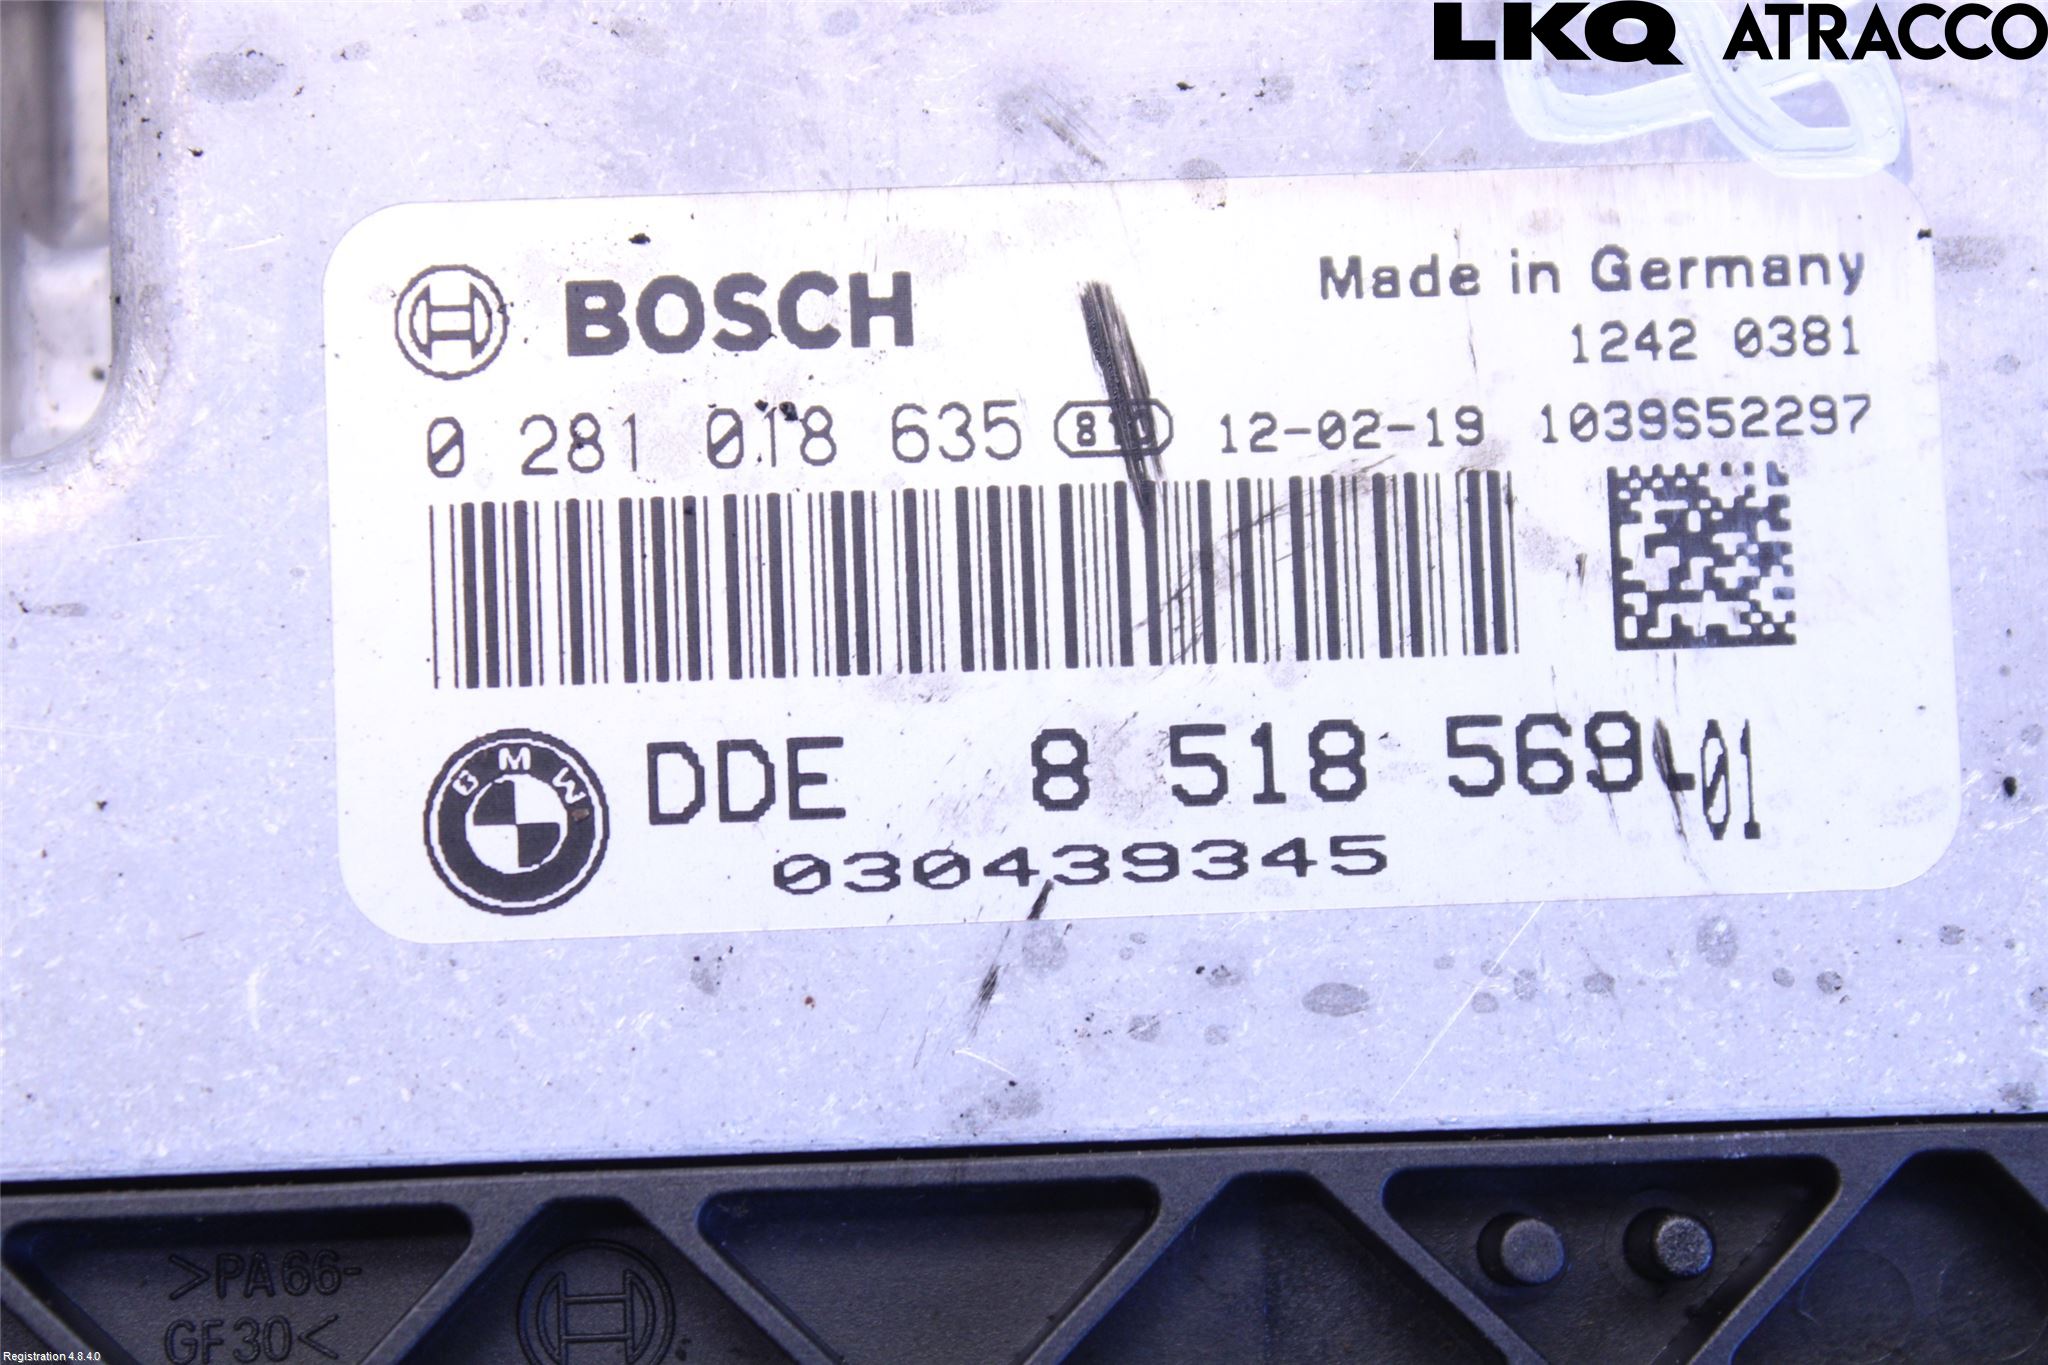 LKQ ATRACCO
BOSCH
Made in Germany
1242 0381
0 281 018 635 12-02-19 1039S52297
BMW
DDE 8 518 569-01
030439345
>PA66-
GF30<
Registration 4.8.4.0